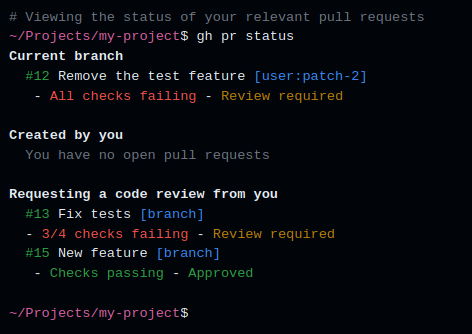 # Viewing the status of your relevant pull requests
~/Projects/my-project$ gh pr status
Current branch
#12 Remove the test feature [user:patch-2]
- All checks failing - Review required
Created by you
You have no open pull requests
Requesting a code review from you
#13 Fix tests [branch]
- 3/4 checks failing - Review required
#15 New feature [branch]
- Checks passing - Approved
~/Projects/my-project$